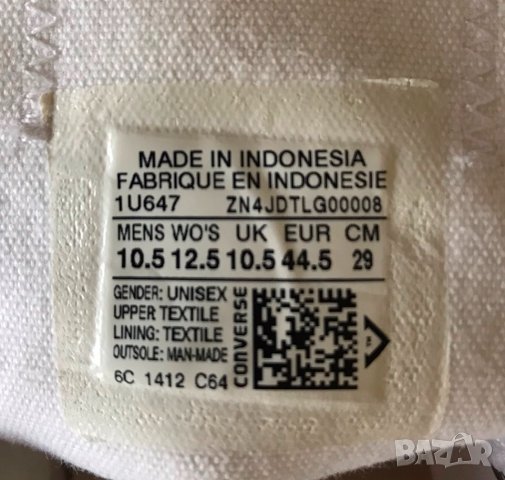 MADE IN INDONESIA
FABRIQUE EN INDONESIE
1U647 ZN4JDTLG00008
MENS WO'S UK EUR CM
10.5 12.5 10.5 44.5 29
GENDER: UNISEX
UPPER TEXTILE
LINING: TEXTILE
OUTSOLE: MAN-MADE
6C 1412 C64
CONVERSE
BAZAR